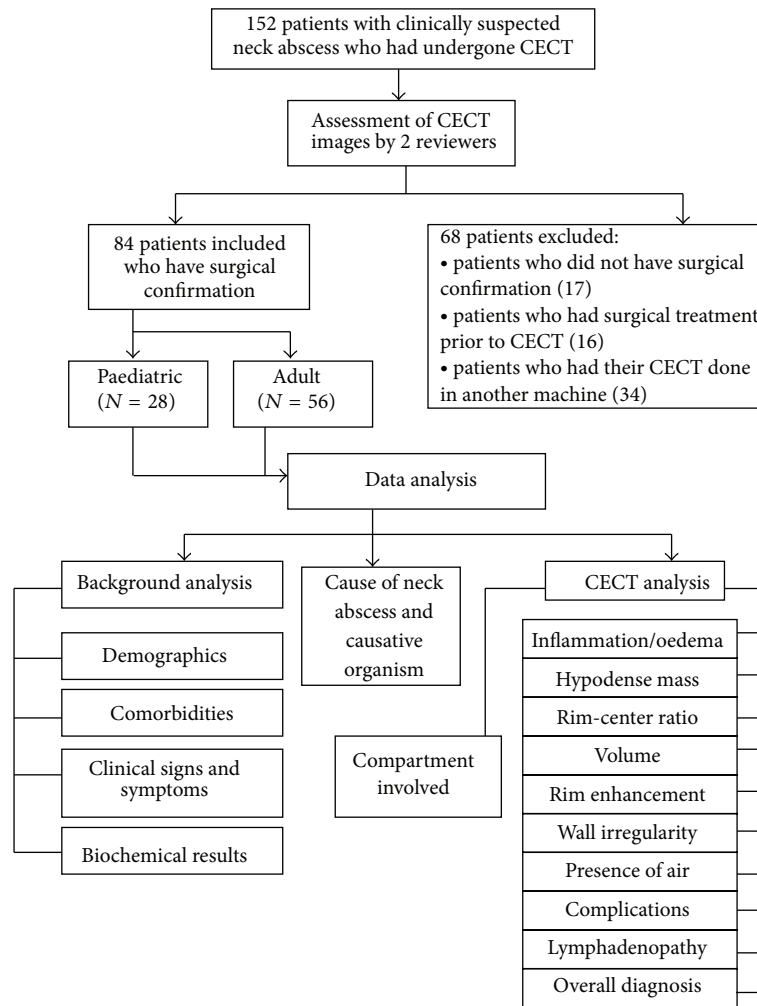 152 patients with clinically suspected
neck abscess who had undergone CECT
Assessment of CECT
images by 2 reviewers
84 patients included
who have surgical
confirmation
68 patients excluded:
• patients who did not have surgical
confirmation (17)
• patients who had surgical treatment
prior to CECT (16)
• patients who had their CECT done
in another machine (34)
Paediatric
(N = 28)
Adult
(N = 56)
Data analysis
Background analysis
Demographics
Comorbidities
Clinical signs and
symptoms
Biochemical results
Cause of neck
abscess and
causative
organism
CECT analysis
Compartment
involved
Inflammation/oedema
Hypodense mass
Rim-center ratio
Volume
Rim enhancement
Wall irregularity
Presence of air
Complications
Lymphadenopathy
Overall diagnosis